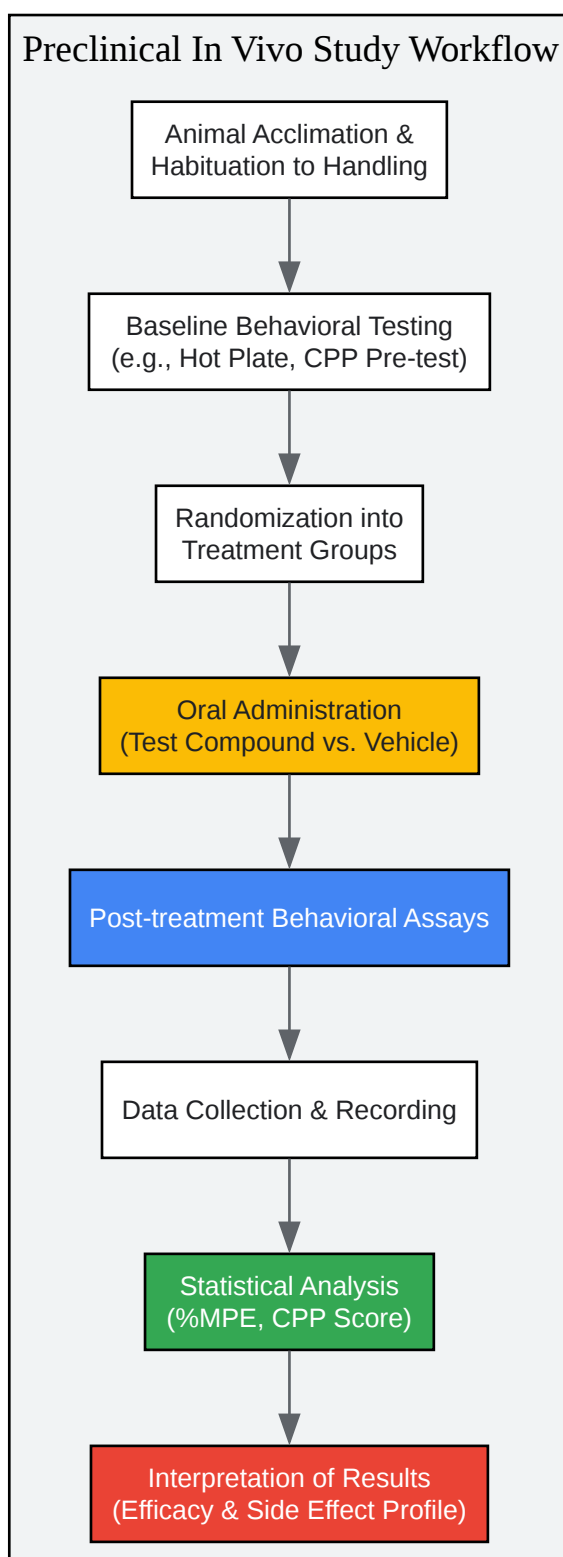 Preclinical In Vivo Study Workflow
Animal Acclimation &
Habituation to Handling
Baseline Behavioral Testing
(e.g., Hot Plate, CPP Pre-test)
Randomization into
Treatment Groups
Oral Administration
(Test Compound vs. Vehicle)
Post-treatment Behavioral Assays
Data Collection & Recording
Statistical Analysis
(%MPE, CPP Score)
Interpretation of Results
(Efficacy & Side Effect Profile)